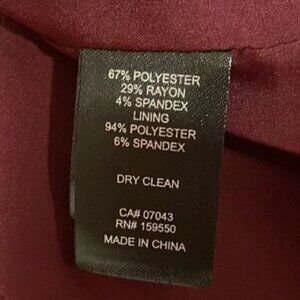 67% POLYESTER
29% RAYON
4% SPANDEX
LINING
94% POLYESTER
6% SPANDEX
DRY CLEAN
CA# 07043
RN# 159550
MADE IN CHINA